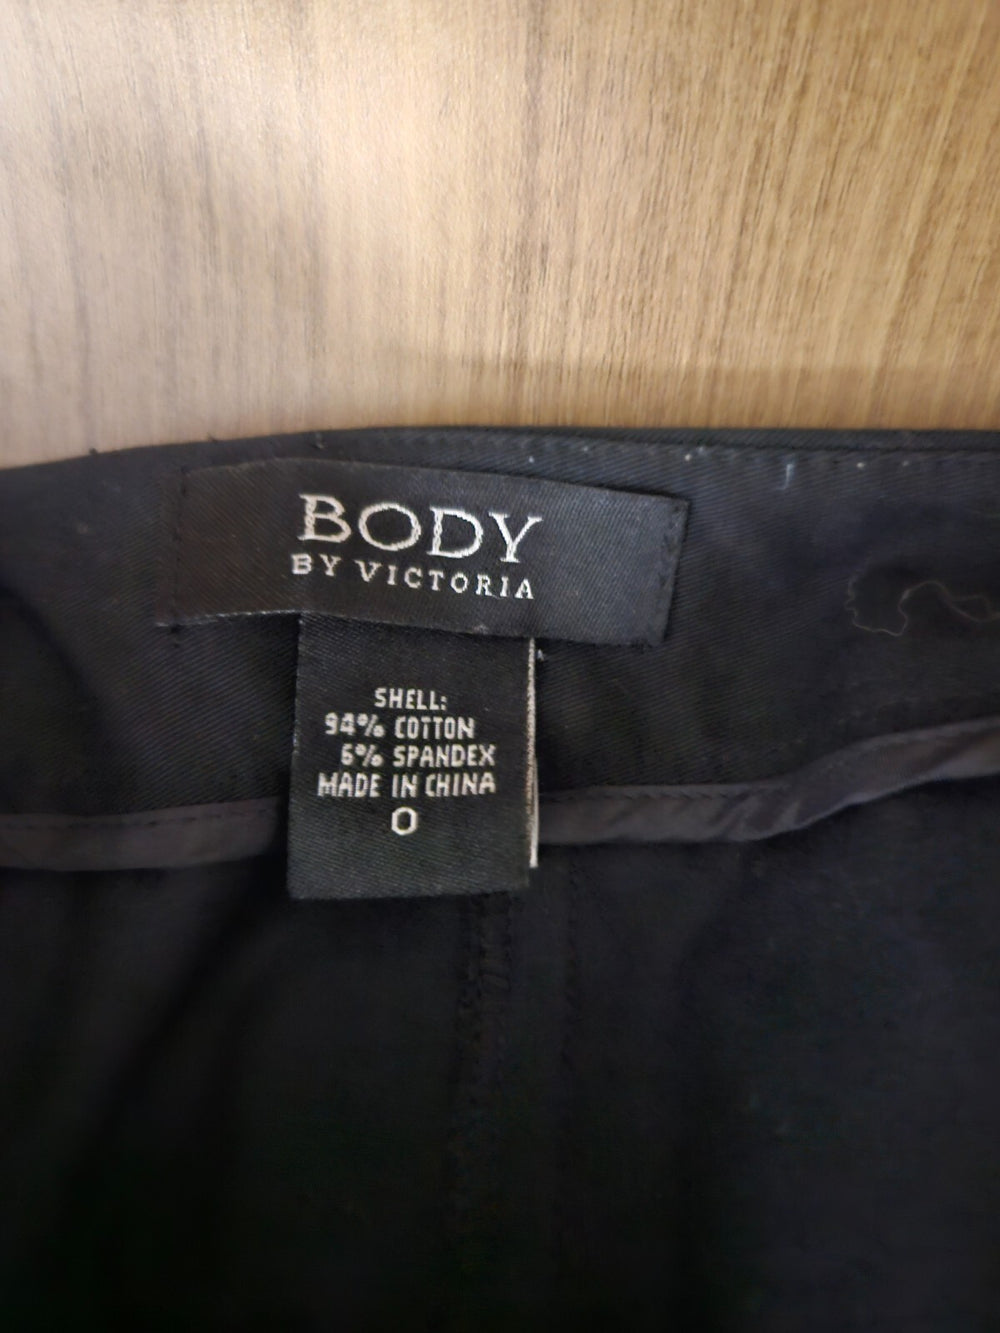 BODY
BY VICTORIA
SHELL:
94% COTTON
6% SPANDEX
MADE IN CHINA
0